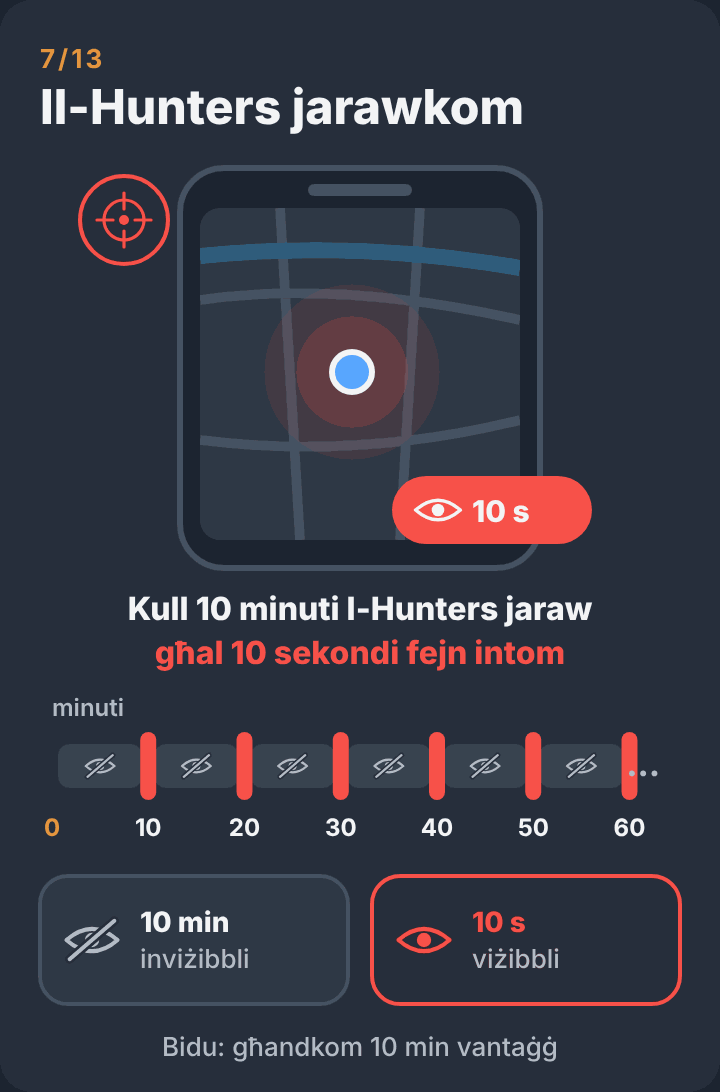 7/13
Il-Hunters jarawkom
10 s
Kull 10 minuti l-Hunters jaraw
għal 10 sekondi fejn intom
minuti
...
0 10 20 30 40 50 60
10 min
inviżibbli
10 s
viżibbli
Bidu: għandkom 10 min vantaġġ